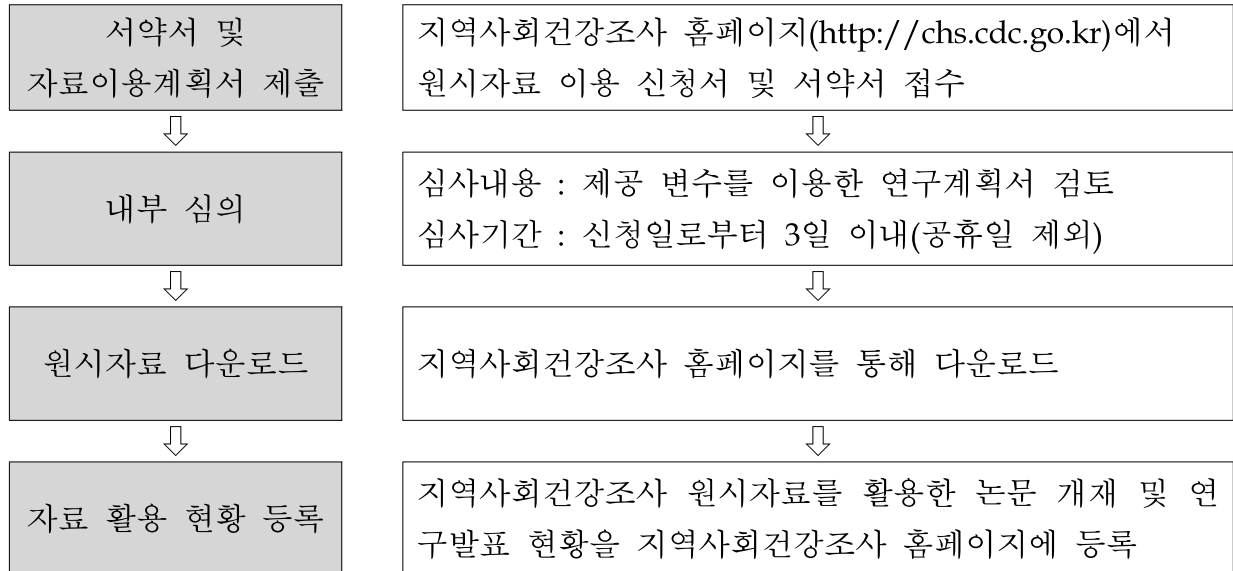 서약서 및
자료이용계획서 제출
지역사회건강조사 홈페이지(http://chs.cdc.go.kr)에서
원시자료 이용 신청서 및 서약서 접수
내부 심의
심사내용 : 제공 변수를 이용한 연구계획서 검토
심사기간 : 신청일로부터 3일 이내(공휴일 제외)
원시자료 다운로드
지역사회건강조사 홈페이지를 통해 다운로드
자료 활용 현황 등록
지역사회건강조사 원시자료를 활용한 논문 개재 및 연
구발표 현황을 지역사회건강조사 홈페이지에 등록